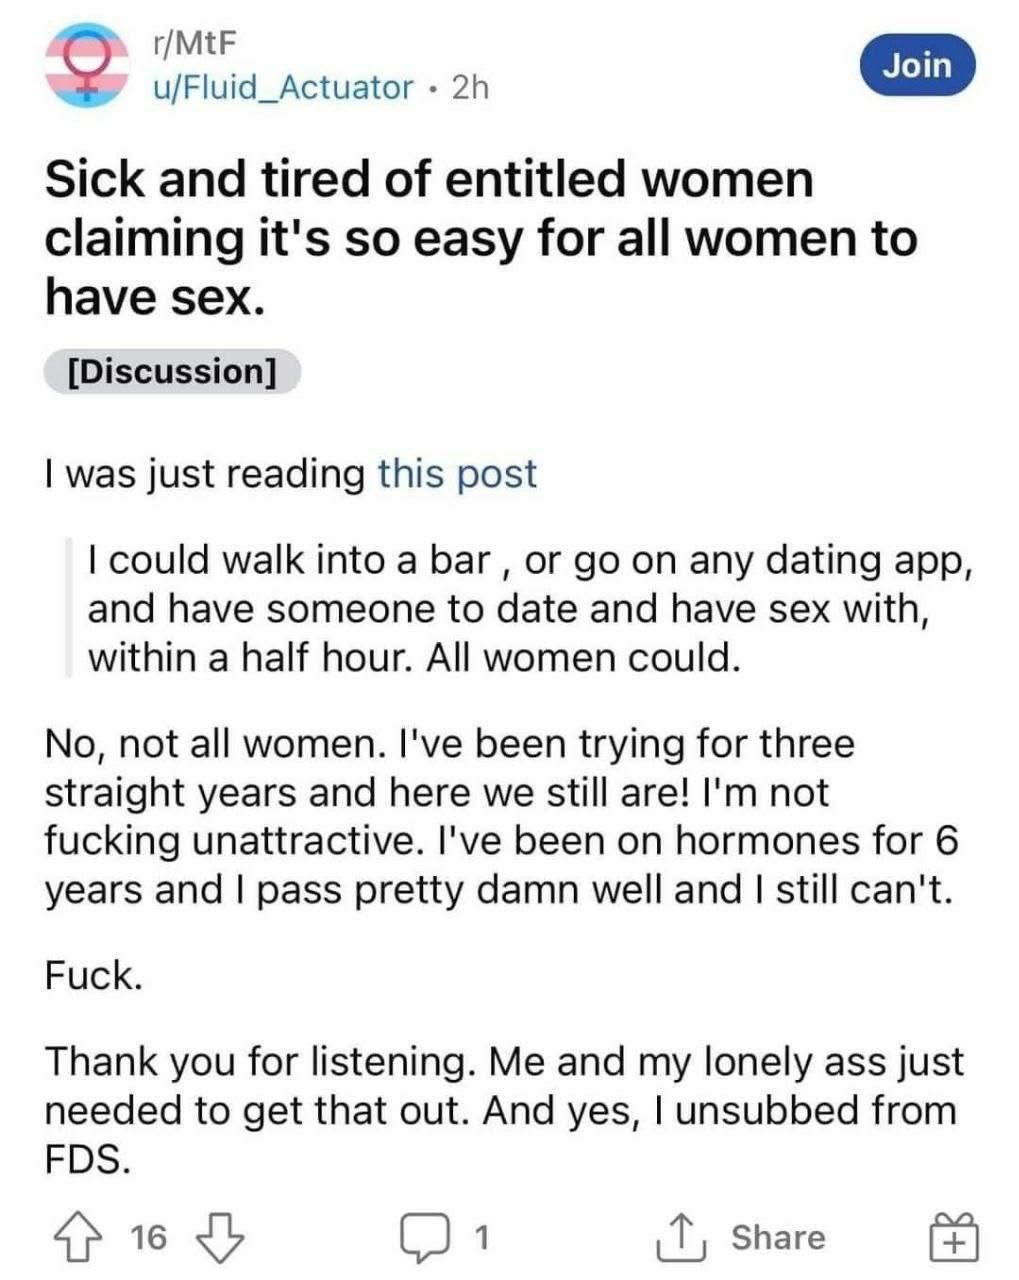 r/MtF
u/Fluid_Actuator • 2h
Join
Sick and tired of entitled women
claiming it's so easy for all women to
have sex.
[Discussion]
I was just reading this post
I could walk into a bar , or go on any dating app,
and have someone to date and have sex with,
within a half hour. All women could.
No, not all women. I've been trying for three
straight years and here we still are! I'm not
fucking unattractive. I've been on hormones for 6
years and I pass pretty damn well and I still can't.
Fuck.
Thank you for listening. Me and my lonely ass just
needed to get that out. And yes, I unsubbed from
FDS.
16
1
Share